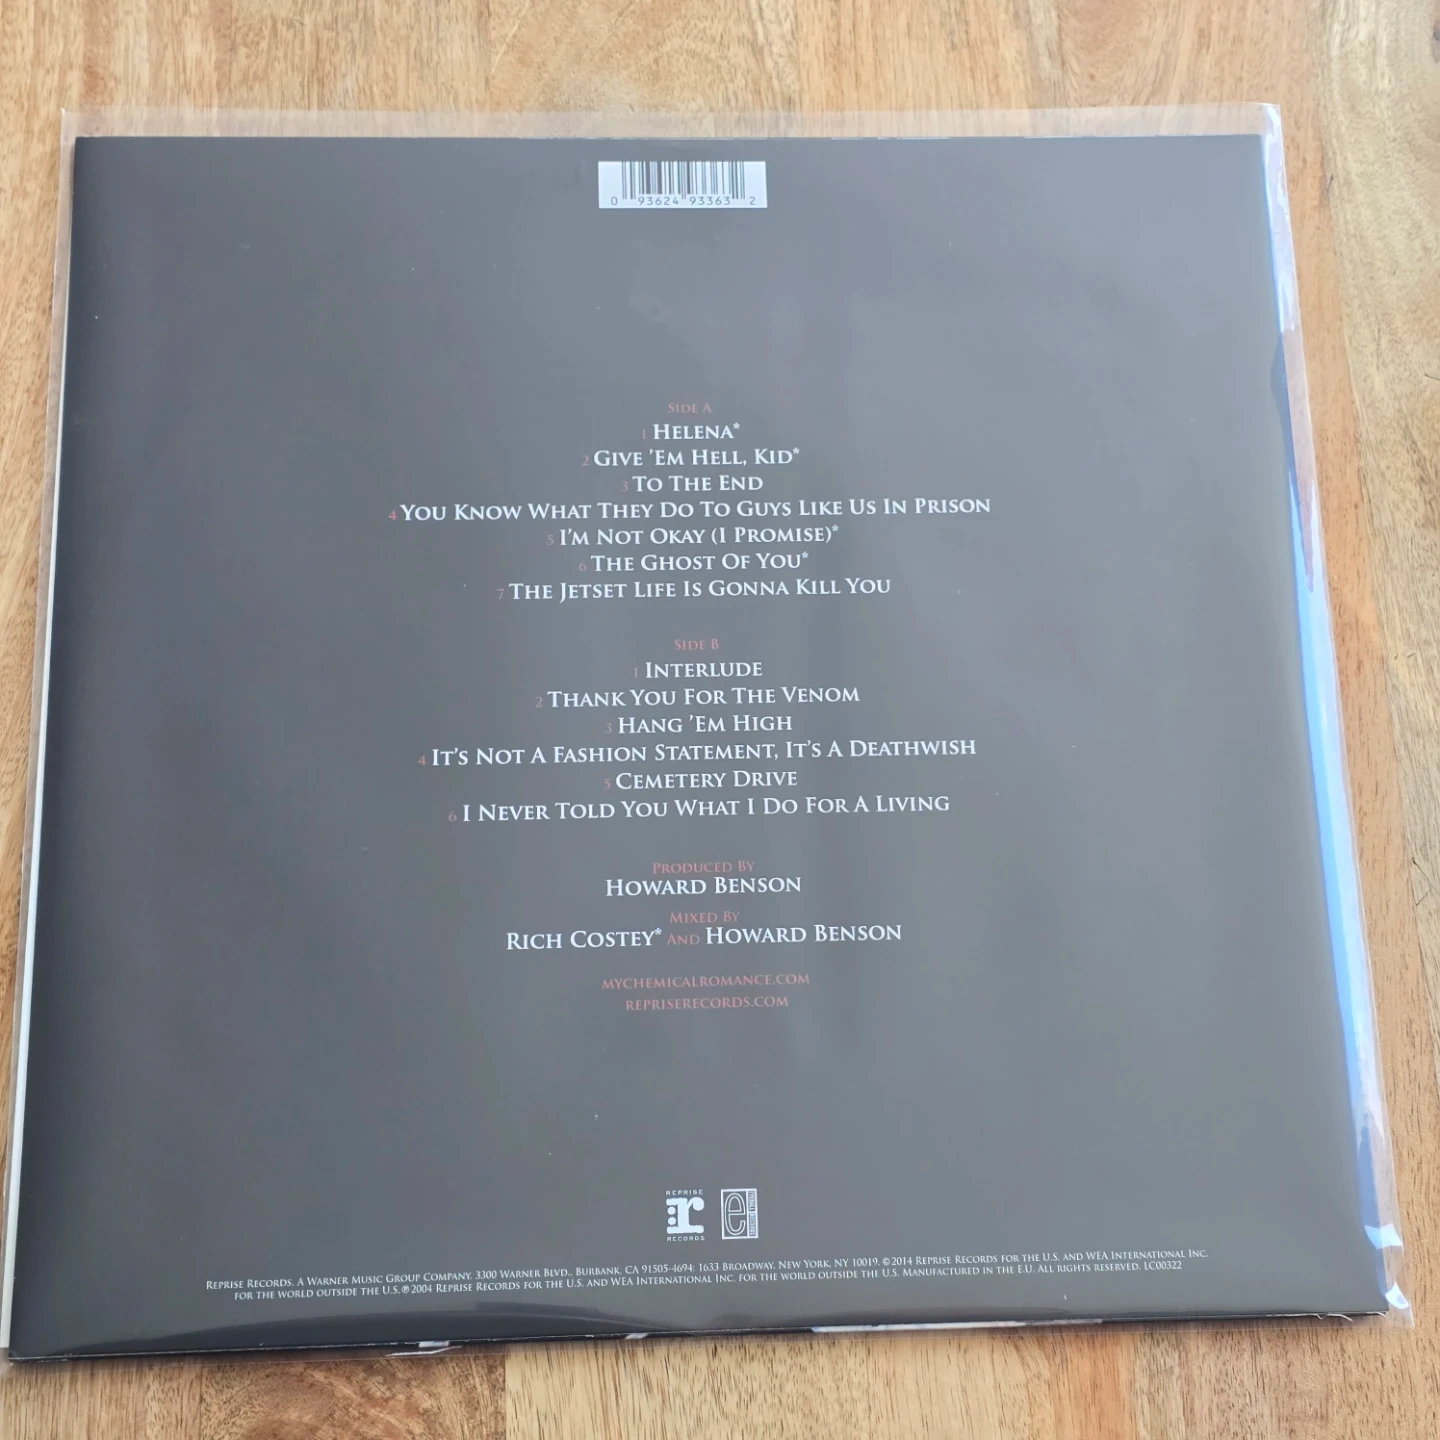 0 93624 93363 2
SIDE A
1 HELENA*
2 GIVE 'EM HELL, KID*
3 TO THE END
4 YOU KNOW WHAT THEY DO TO GUYS LIKE US IN PRISON
5 I'M NOT OKAY (I PROMISE)*
6 THE GHOST OF YOU*
7 THE JETSET LIFE IS GONNA KILL YOU
SIDE B
1 INTERLUDE
2 THANK YOU FOR THE VENOM
3 HANG 'EM HIGH
4 IT'S NOT A FASHION STATEMENT, IT'S A DEATHWISH
5 CEMETERY DRIVE
6 I NEVER TOLD YOU WHAT I DO FOR A LIVING
PRODUCED BY
HOWARD BENSON
MIXED BY
RICH COSTEY* AND HOWARD BENSON
MYCHEMICALROMANCE.COM
REPRISERECORDS.COM
REPRISE
r
RECORDS
e
REPRISE RECORDS. A WARNER MUSIC GROUP COMPANY. 3300 WARNER BLVD., BURBANK, CA 91505-4694; 1633 BROADWAY, NEW YORK, NY 10019. ©2014 REPRISE RECORDS FOR THE U.S. AND WEA INTERNATIONAL INC.
FOR THE WORLD OUTSIDE THE U.S. ℗2004 REPRISE RECORDS FOR THE U.S. AND WEA INTERNATIONAL INC. FOR THE WORLD OUTSIDE THE U.S. MANUFACTURED IN THE E.U. ALL RIGHTS RESERVED. LC00322